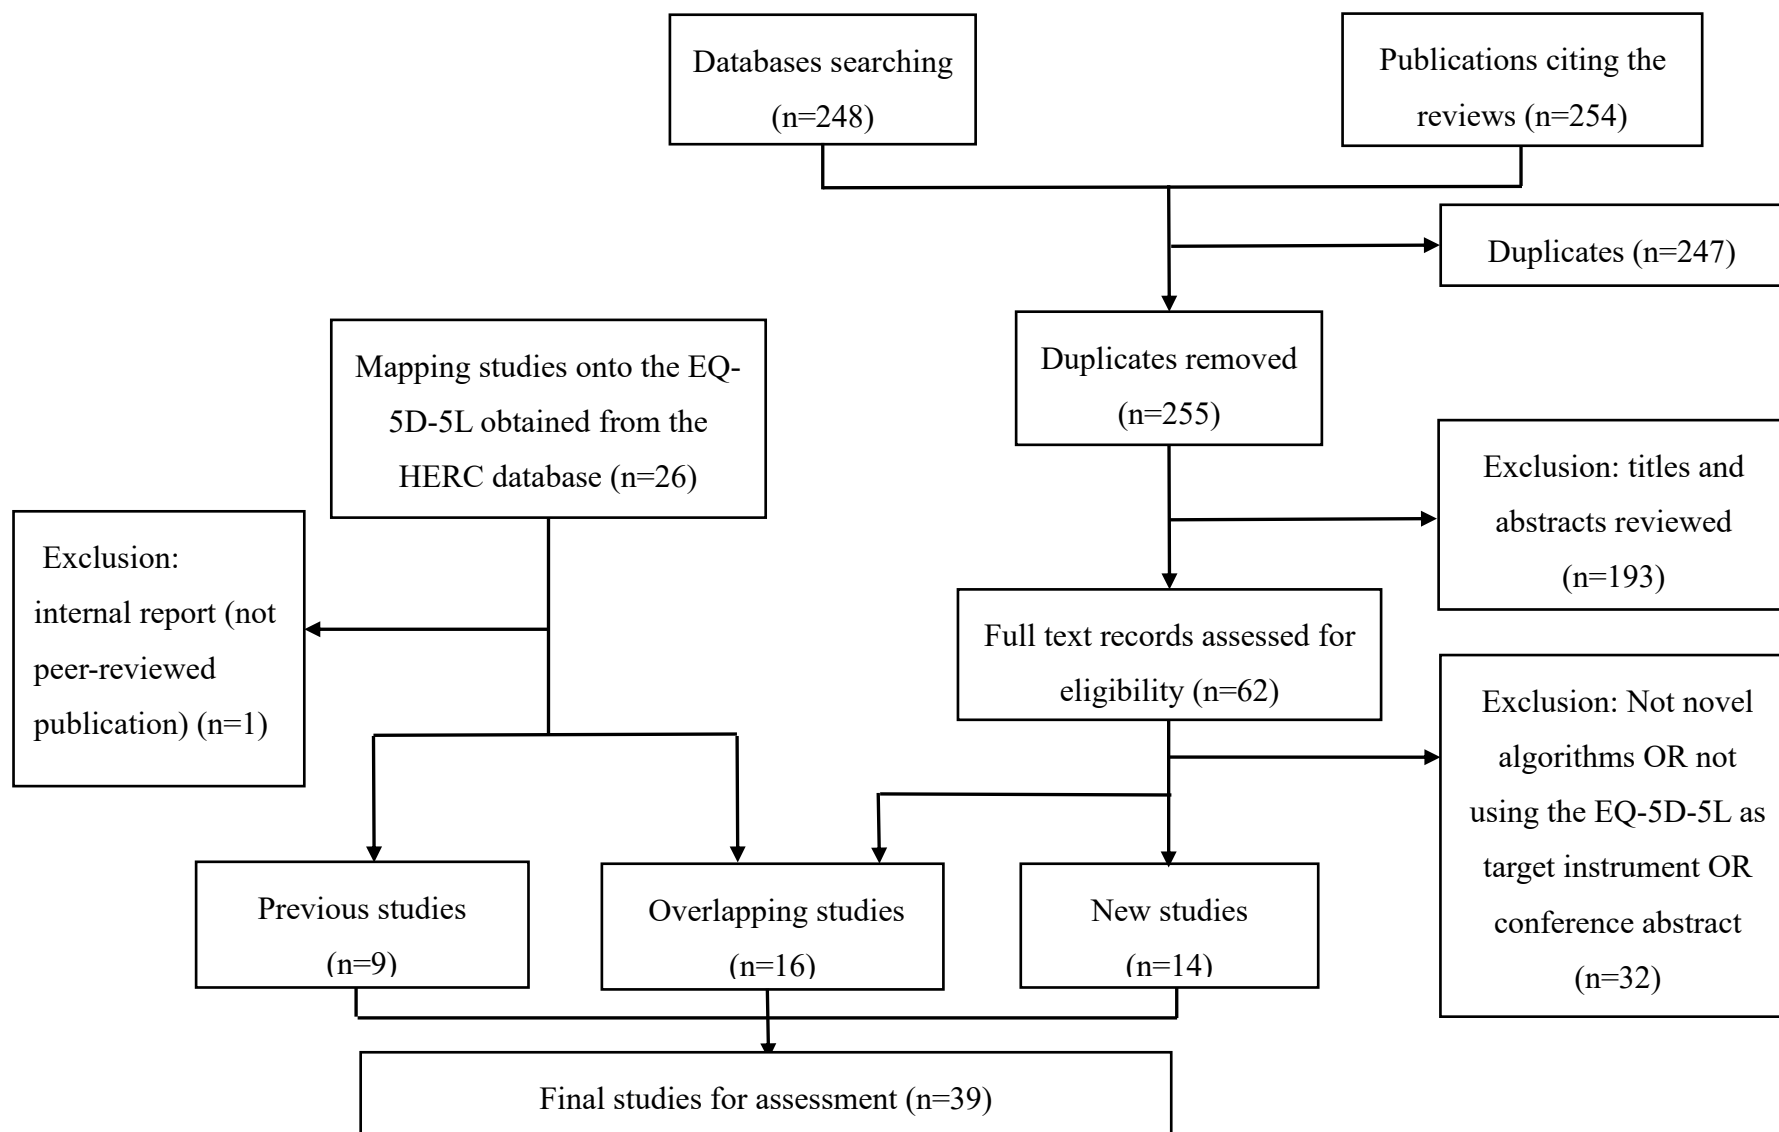 Databases searching
(n=248)
Publications citing the
reviews (n=254)
Duplicates (n=247)
Duplicates removed
(n=255)
Mapping studies onto the EQ-
5D-5L obtained from the
HERC database (n=26)
Exclusion: titles and
abstracts reviewed
(n=193)
Exclusion:
internal report (not
peer-reviewed
publication) (n=1)
Full text records assessed for
eligibility (n=62)
Exclusion: Not novel
algorithms OR not
using the EQ-5D-5L as
target instrument OR
conference abstract
(n=32)
Previous studies
(n=9)
Overlapping studies
(n=16)
New studies
(n=14)
Final studies for assessment (n=39)